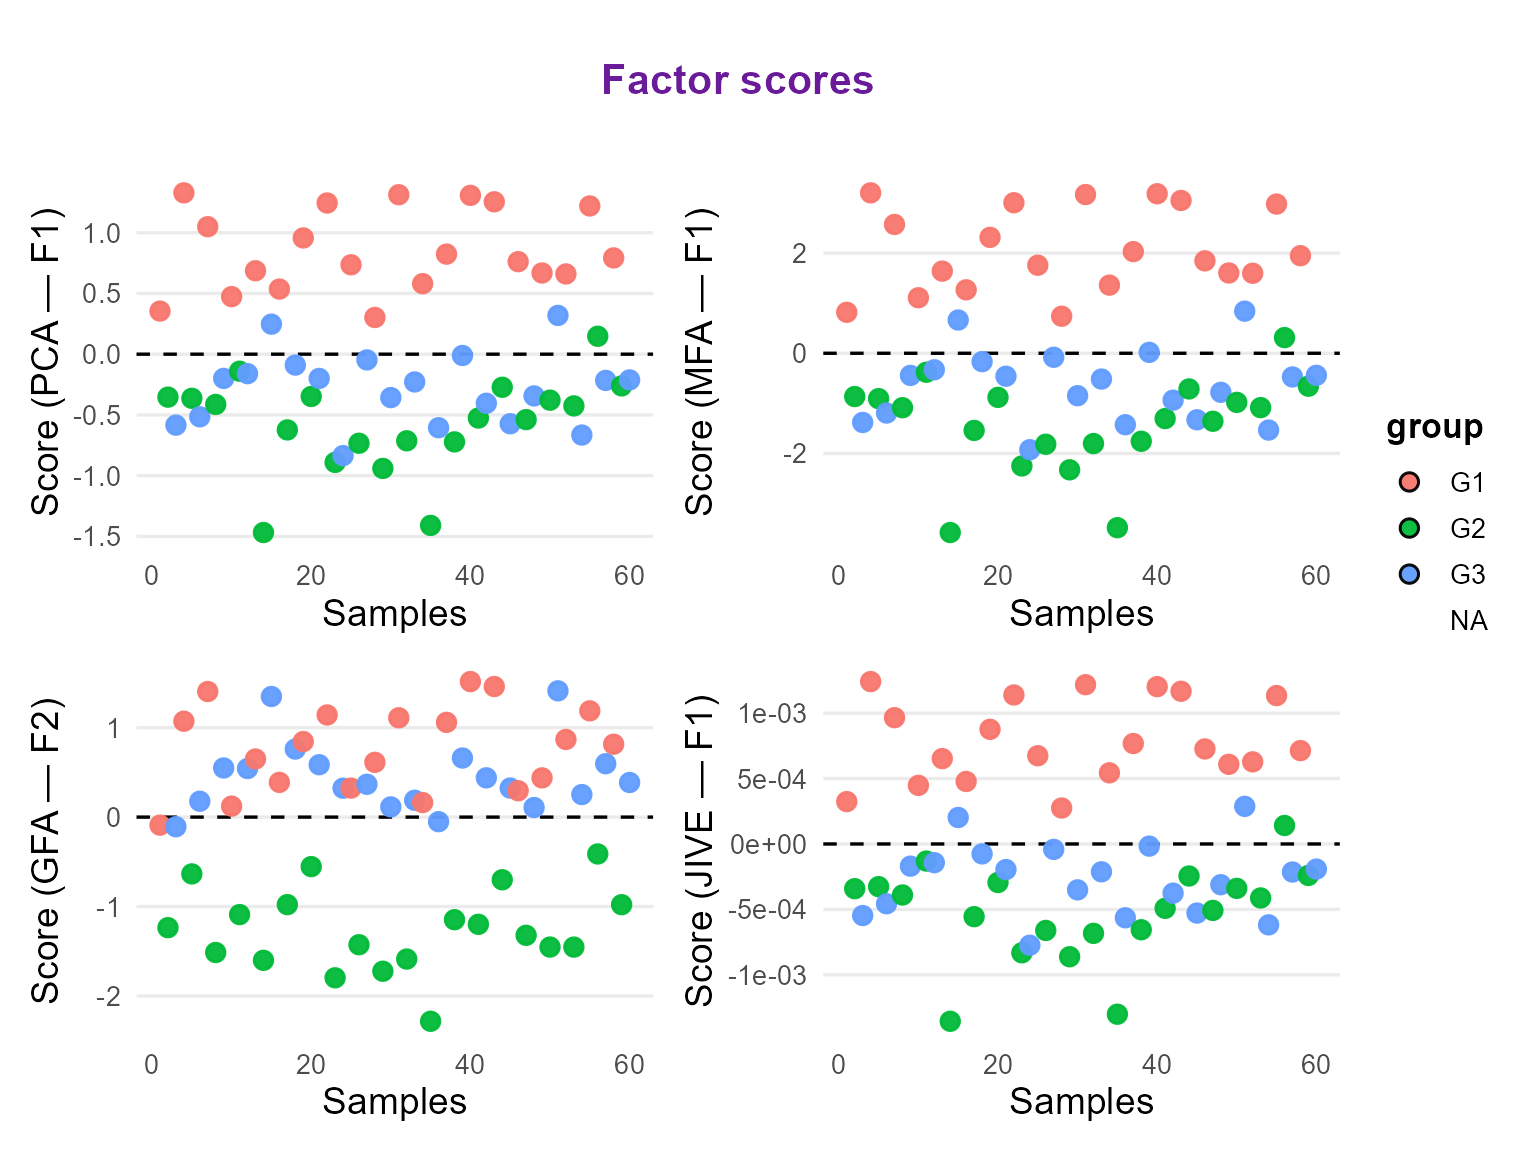 Factor scores
Score (PCA — F1)
1.0
0.5
0.0
-0.5
-1.0
-1.5
0 20 40 60
Samples
Score (MFA — F1)
2
0
-2
0 20 40 60
Samples
Score (GFA — F2)
1
0
-1
-2
0 20 40 60
Samples
Score (JIVE — F1)
1e-03
5e-04
0e+00
-5e-04
-1e-03
0 20 40 60
Samples
group
G1
G2
G3
NA